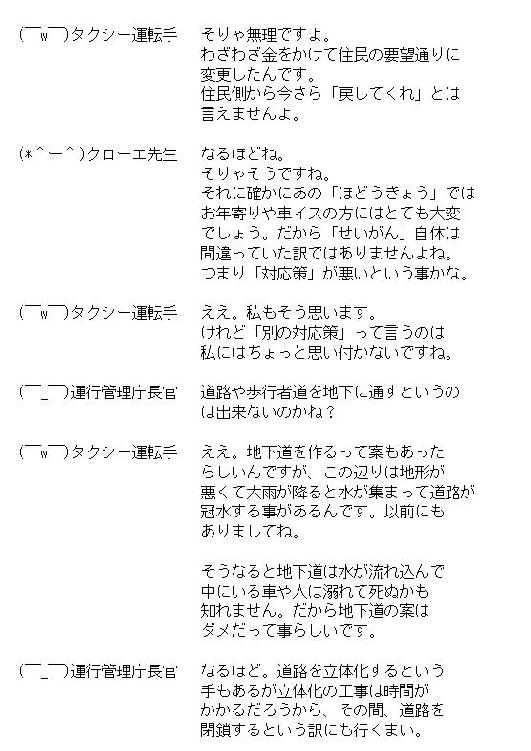 (￣w￣)タクシー運転手　そりゃ無理ですよ。
わざわざ金をかけて住民の要望通りに
変更したんです。
住民側から今さら「戻してくれ」とは
言えませんよ。
(*＾ー＾)クローエ先生　なるほどね。
そりゃそうですね。
それに確かにあの「ほどうきょう」では
お年寄りや車イスの方にはとても大変
でしょう。だから「せいがん」自体は
間違っていた訳ではありませんよね。
つまり「対応策」が悪いという事かな。
(￣w￣)タクシー運転手　ええ。私もそう思います。
けれど「別の対応策」って言うのは
私にはちょっと思い付かないですね。
(￣_￣)運行管理庁長官　道路や歩行者道を地下に通すというの
は出来ないのかね？
(￣w￣)タクシー運転手　ええ。地下道を作るって案もあった
らしいんですが、この辺りは地形が
悪くて大雨が降ると水が集まって道路が
冠水する事があるんです。以前にも
ありましてね。
そうなると地下道は水が流れ込んで
中にいる車や人は溺れて死ぬかも
知れません。だから地下道の案は
ダメだって事らしいです。
(￣_￣)運行管理庁長官　なるほど。道路を立体化するという
手もあるが立体化の工事は時間が
かかるだろうから、その間、道路を
閉鎖するという訳にも行くまい。